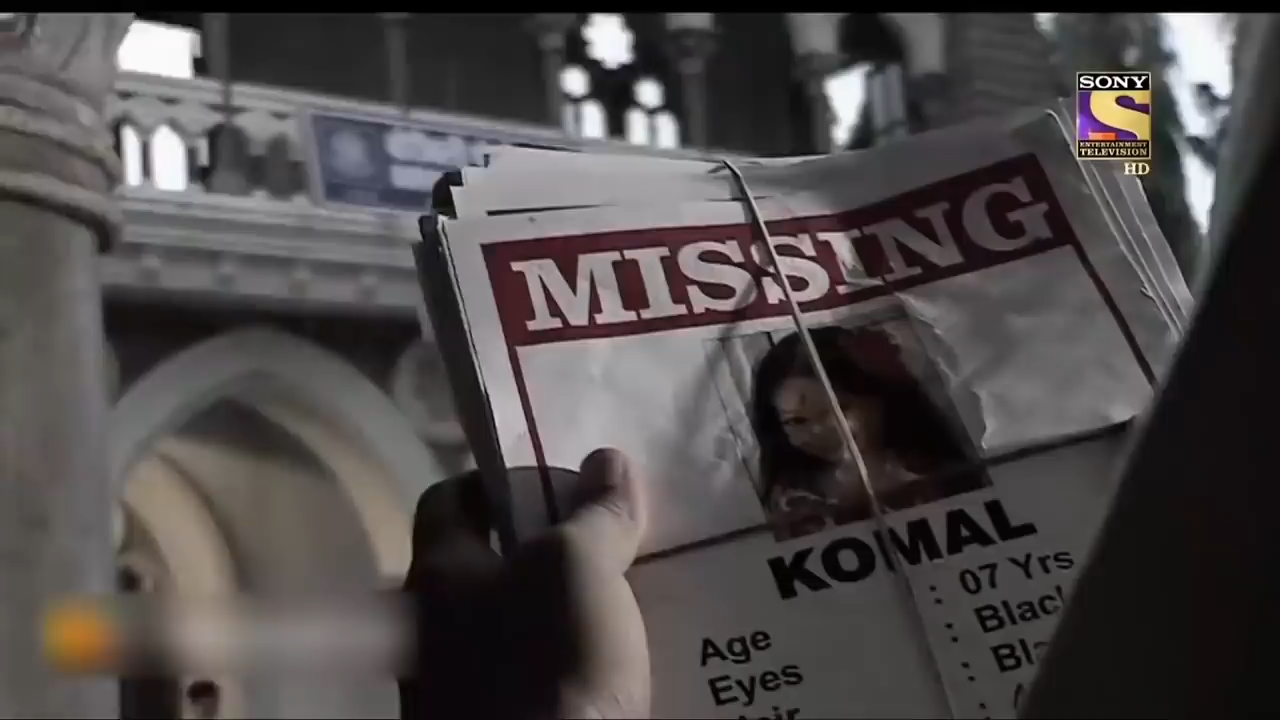 SONY
S
ENTERTAINMENT
TELEVISION
HD
MISSING
KOMAL
Age : 07 Yrs
Eyes : Black